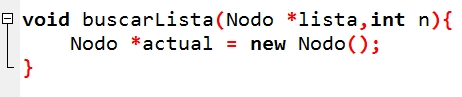 void buscarLista(Nodo *lista,int n){
    Nodo *actual = new Nodo();
}